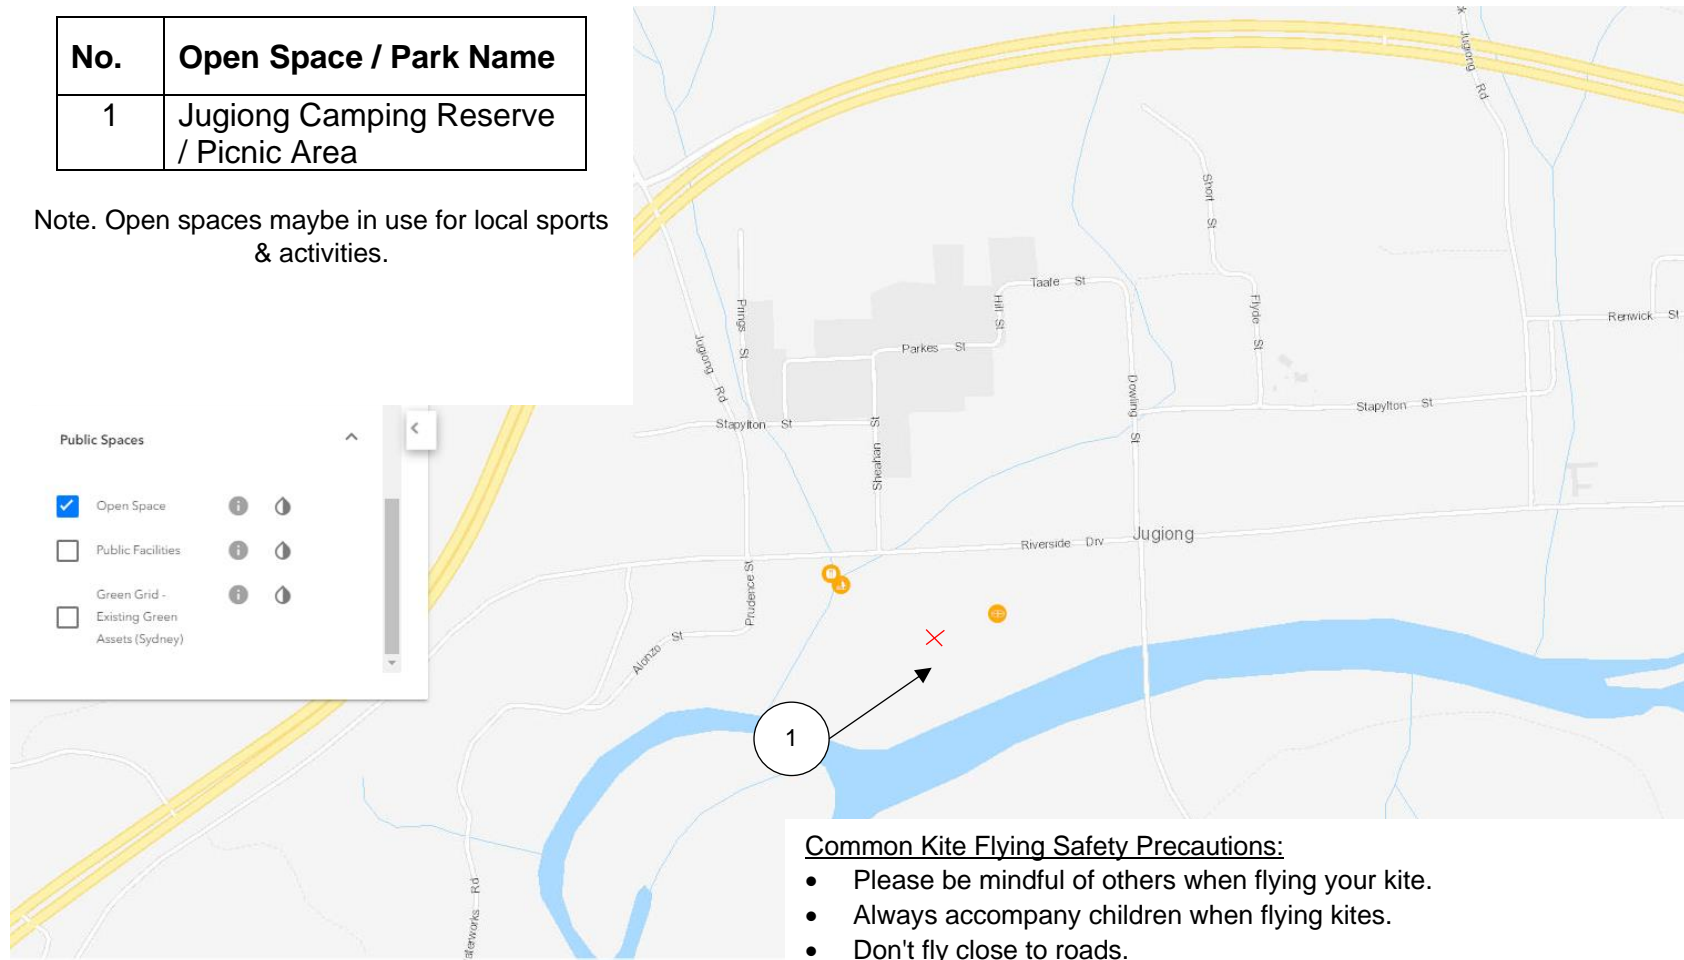 No.
Open Space / Park Name
1
Jugiong Camping Reserve
/ Picnic Area
Note. Open spaces maybe in use for local sports
& activities.
Public Spaces
Open Space
Public Facilities
Green Grid -
Existing Green
Assets (Sydney)
Jugiong Rd
Short St
Taafe St
Hill St
Prings St
Flyde St
Renwick St
Parkes St
Jugiong Rd
Dowling St
Stapylton St
Stapylton St
Sheahan St
Jugiong
Riverside Drv
Prudence St
Alonzo St
1
Rd
Common Kite Flying Safety Precautions:
• Please be mindful of others when flying your kite.
• Always accompany children when flying kites.
• Don't fly close to roads.